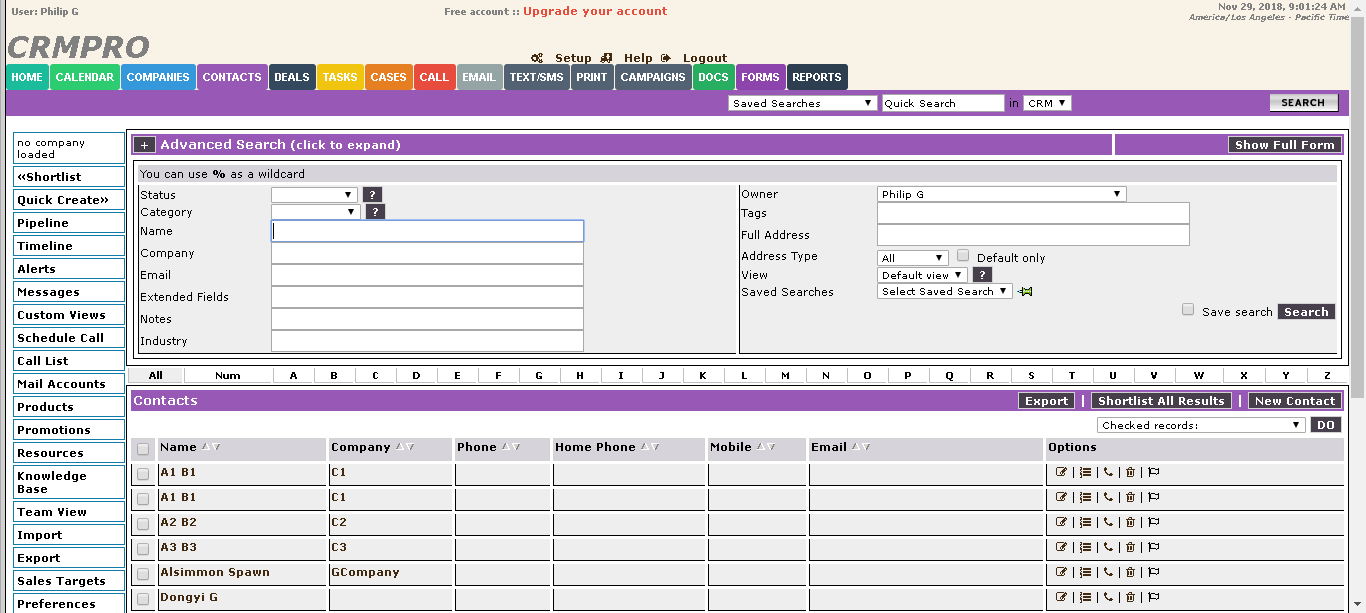 User: Philip G
Free account :: Upgrade your account
Nov 29, 2018, 9:01:24 AM
America/Los Angeles - Pacific Time
CRMPRO
Setup Help Logout
HOME CALENDAR COMPANIES CONTACTS DEALS TASKS CASES CALL EMAIL TEXT/SMS PRINT CAMPAIGNS DOCS FORMS REPORTS
Saved Searches Quick Search in CRM SEARCH
no company
loaded
«Shortlist
Quick Create»
Pipeline
Timeline
Alerts
Messages
Custom Views
Schedule Call
Call List
Mail Accounts
Products
Promotions
Resources
Knowledge
Base
Team View
Import
Export
Sales Targets
Preferences
+ Advanced Search (click to expand) Show Full Form
You can use % as a wildcard
Status ?
Category ?
Name
Company
Email
Extended Fields
Notes
Industry
Owner Philip G
Tags
Full Address
Address Type All Default only
View Default view ?
Saved Searches Select Saved Search
Save search Search
All Num A B C D E F G H I J K L M N O P Q R S T U V W X Y Z
Contacts Export | Shortlist All Results | New Contact
Checked records: DO
Name Company Phone Home Phone Mobile Email Options
A1 B1 C1 | | | |
A1 B1 C1 | | | |
A2 B2 C2 | | | |
A3 B3 C3 | | | |
Alsimmon Spawn GCompany | | | |
Dongyi G | | | |